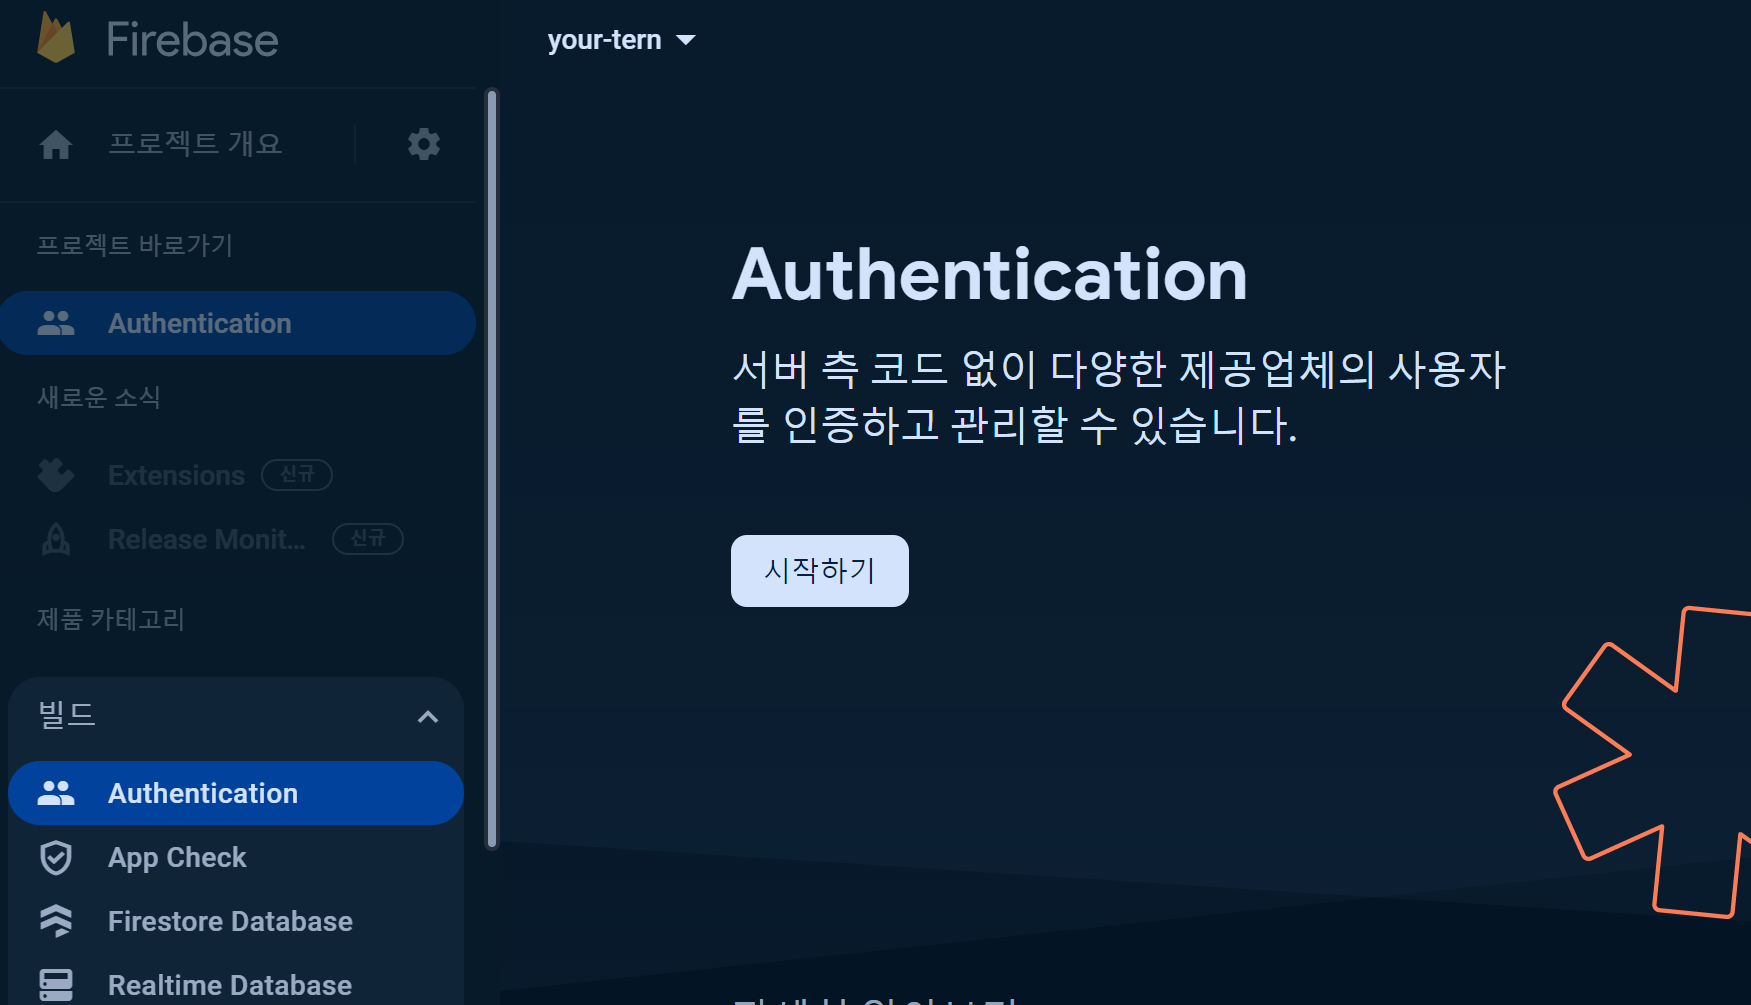 Firebase
your-tern
프로젝트 개요
프로젝트 바로가기
Authentication
새로운 소식
Extensions 신규
Release Monit... 신규
제품 카테고리
빌드
Authentication
App Check
Firestore Database
Realtime Database
Authentication
서버 측 코드 없이 다양한 제공업체의 사용자
를 인증하고 관리할 수 있습니다.
시작하기